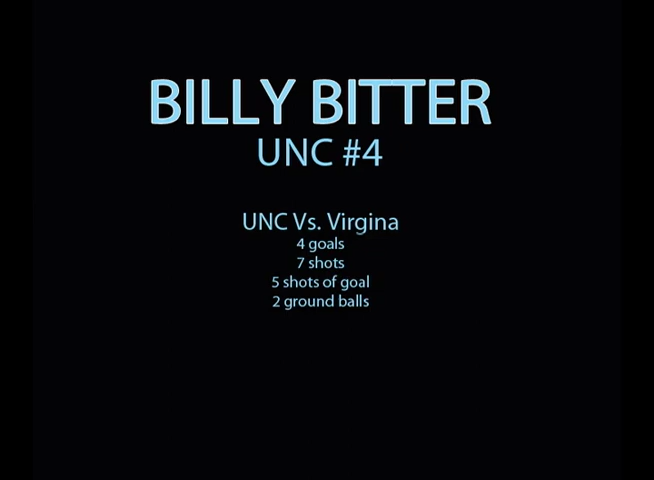 BILLY BITTER
UNC #4
UNC Vs. Virgina
4 goals
7 shots
5 shots of goal
2 ground balls